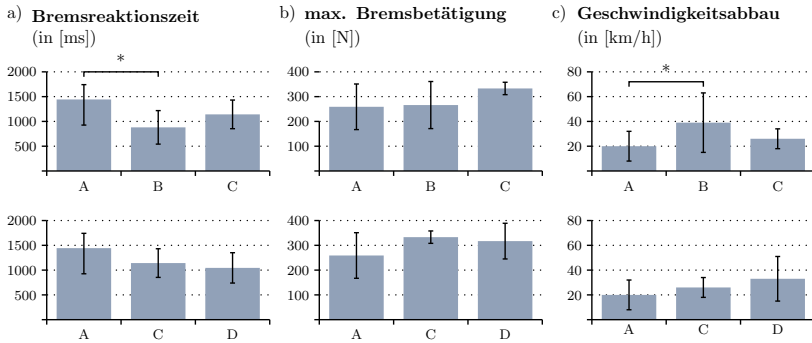 a) Bremsreaktionszeit
(in [ms])
2000
1500
1000
500
*
A B C
b) max. Bremsbetätigung
(in [N])
400
300
200
100
A B C
c) Geschwindigkeitsabbau
(in [km/h])
80
60
40
20
*
A B C
2000
1500
1000
500
A C D
400
300
200
100
A C D
80
60
40
20
A C D